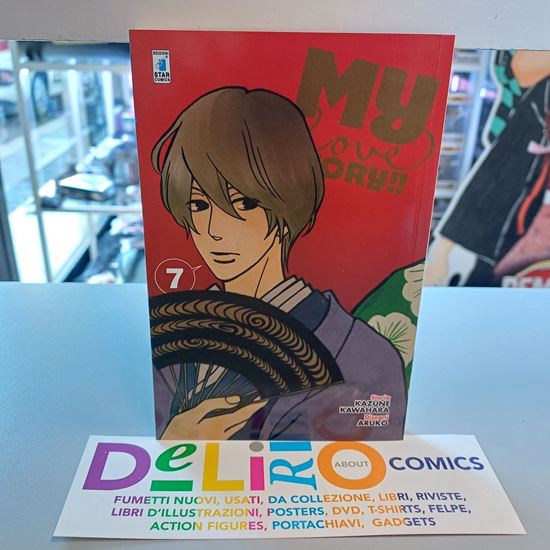 EDIZIONI
STAR
COMICS
MY
Love
ORY!!
7
Storia
KAZUNE
KAWAHARA
Disegni
ARUKO
DeLiRiO
ABOUT
COMICS
FUMETTI NUOVI, USATI, DA COLLEZIONE, LIBRI, RIVISTE,
LIBRI D'ILLUSTRAZIONI, POSTERS, DVD, T-SHIRTS, FELPE,
ACTION FIGURES, PORTACHIAVI, GADGETS